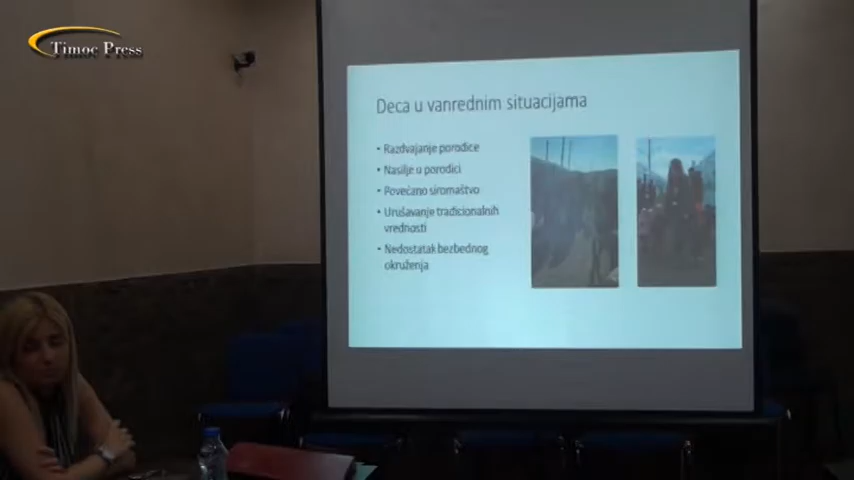 Timoc Press
Deca u vanrednim situacijama
• Razdvajanje porodice
• Nasilje u porodici
• Povećano siromaštvo
• Urušavanje tradicionalnih
vrednosti
• Nedostatak bezbednog
okruženja